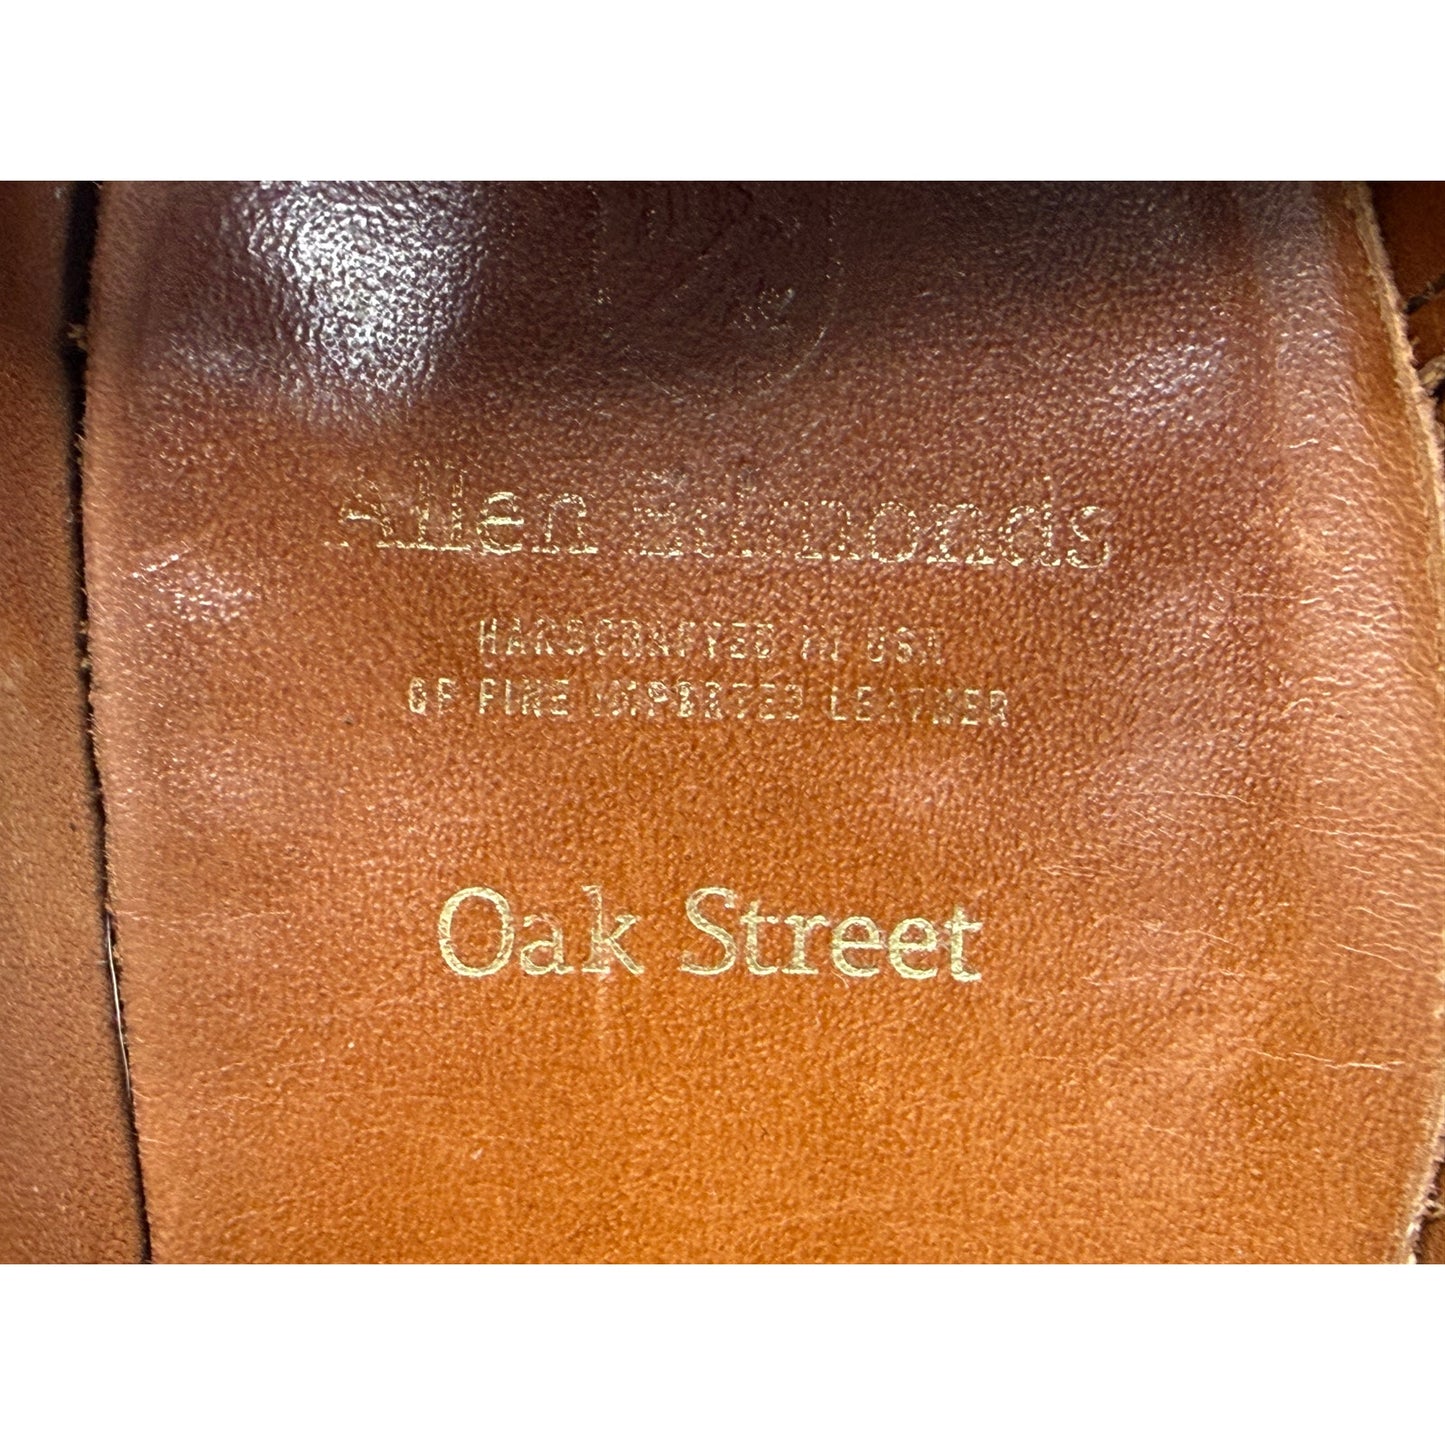 Allen Edmonds
HANDCRAFTED IN USA
OF FINE IMPORTED LEATHER
Oak Street